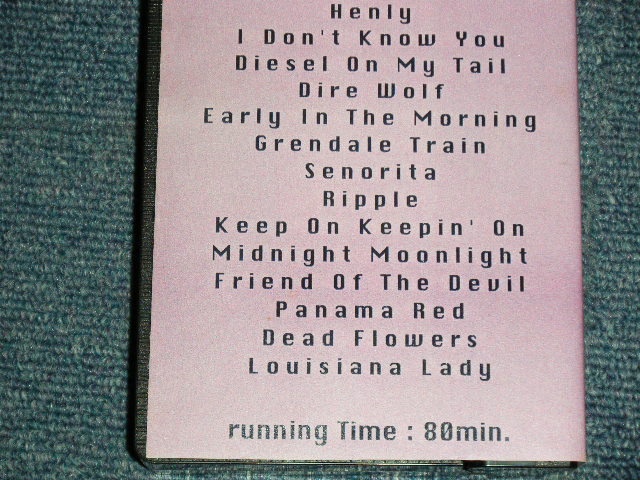 Henly
I Don't Know You
Diesel On My Tail
Dire Wolf
Early In The Morning
Grendale Train
Senorita
Ripple
Keep On Keepin' On
Midnight Moonlight
Friend Of The Devil
Panama Red
Dead Flowers
Louisiana Lady
running Time : 80min.